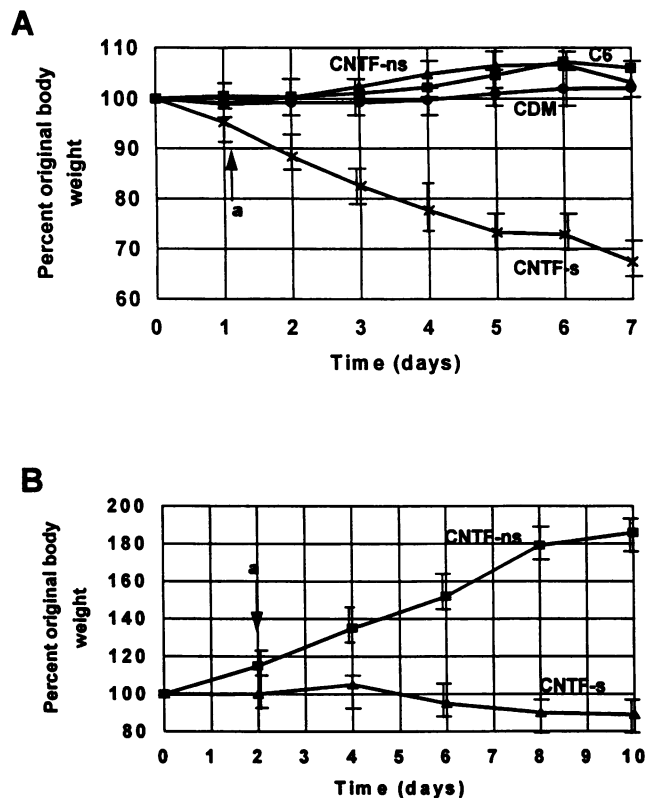 A
110
100
90
80
70
60
Percent original body
weight
CNTF-ns
C6
CDM
a
CNTF-s
0 1 2 3 4 5 6 7
Time (days)
B
200
180
160
140
120
100
80
Percent original body
weight
CNTF-ns
a
CNTF-s
0 1 2 3 4 5 6 7 8 9 10
Time (days)